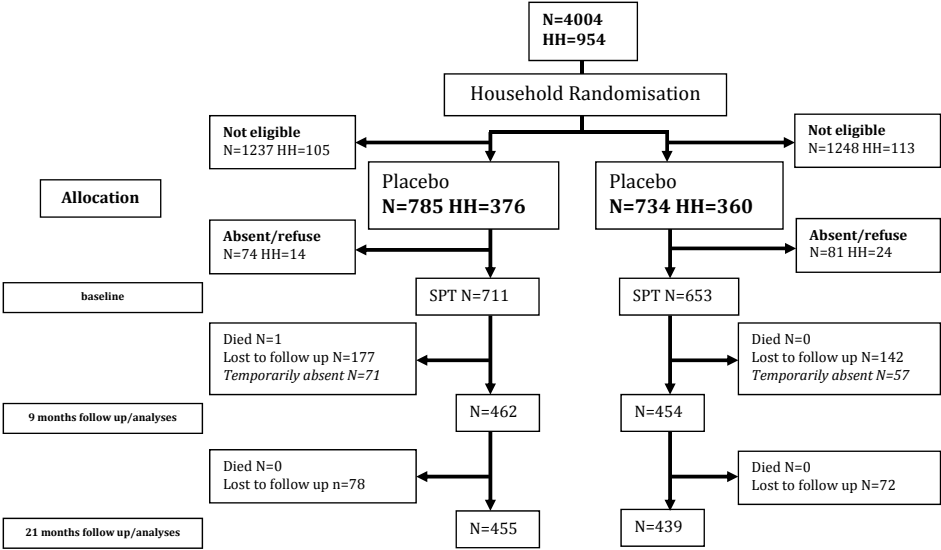 N=4004
HH=954
Household Randomisation
Not eligible
N=1237 HH=105
Not eligible
N=1248 HH=113
Allocation
Placebo
N=785 HH=376
Placebo
N=734 HH=360
Absent/refuse
N=74 HH=14
Absent/refuse
N=81 HH=24
baseline
SPT N=711
SPT N=653
Died N=1
Lost to follow up N=177
Temporarily absent N=71
Died N=0
Lost to follow up N=142
Temporarily absent N=57
9 months follow up/analyses
N=462
N=454
Died N=0
Lost to follow up n=78
Died N=0
Lost to follow up N=72
21 months follow up/analyses
N=455
N=439